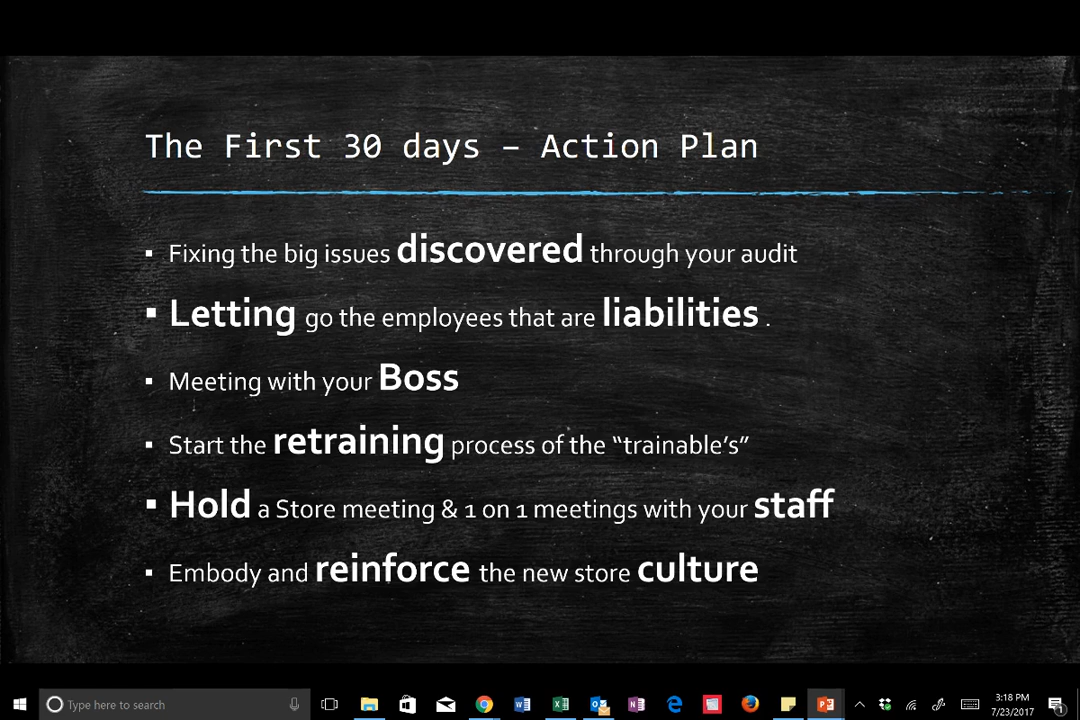 The First 30 days – Action Plan
▪ Fixing the big issues discovered through your audit
▪ Letting go the employees that are liabilities .
▪ Meeting with your Boss
▪ Start the retraining process of the “trainable’s”
▪ Hold a Store meeting & 1 on 1 meetings with your staff
▪ Embody and reinforce the new store culture
Type here to search
3:18 PM
7/23/2017